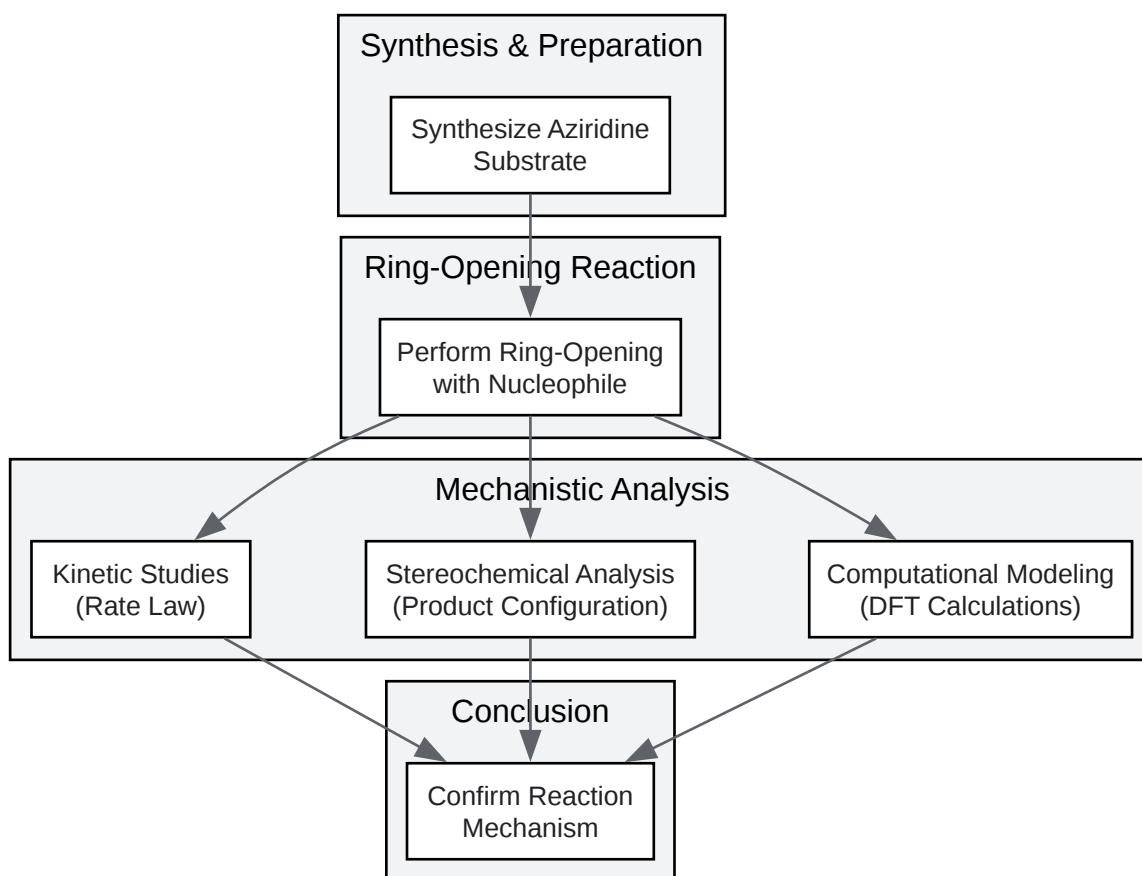 Synthesis & Preparation
Synthesize Aziridine
Substrate
Ring-Opening Reaction
Perform Ring-Opening
with Nucleophile
Mechanistic Analysis
Kinetic Studies
(Rate Law)
Stereochemical Analysis
(Product Configuration)
Computational Modeling
(DFT Calculations)
Conclusion
Confirm Reaction
Mechanism